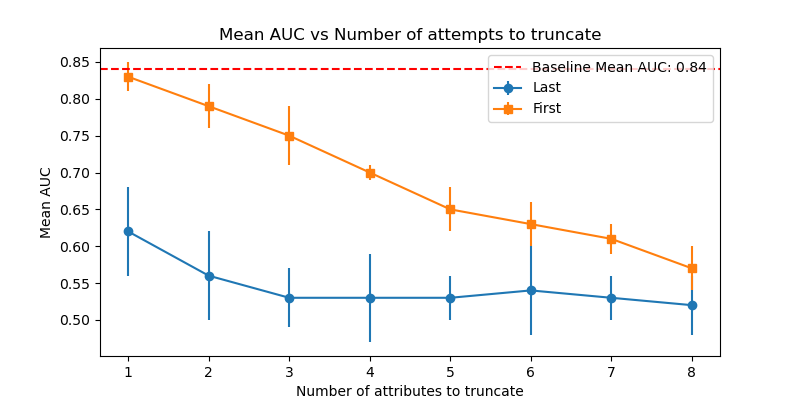 Mean AUC vs Number of attempts to truncate
Baseline Mean AUC: 0.84
Last
First
Mean AUC
0.85
0.80
0.75
0.70
0.65
0.60
0.55
0.50
1 2 3 4 5 6 7 8
Number of attributes to truncate